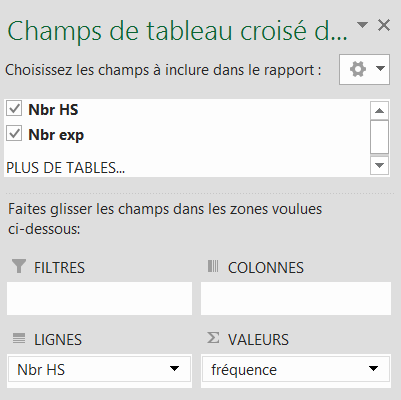 Champs de tableau croisé d...
Choisissez les champs à inclure dans le rapport :
Nbr HS
Nbr exp
PLUS DE TABLES...
Faites glisser les champs dans les zones voulues
ci-dessous:
FILTRES
COLONNES
LIGNES
VALEURS
Nbr HS
fréquence